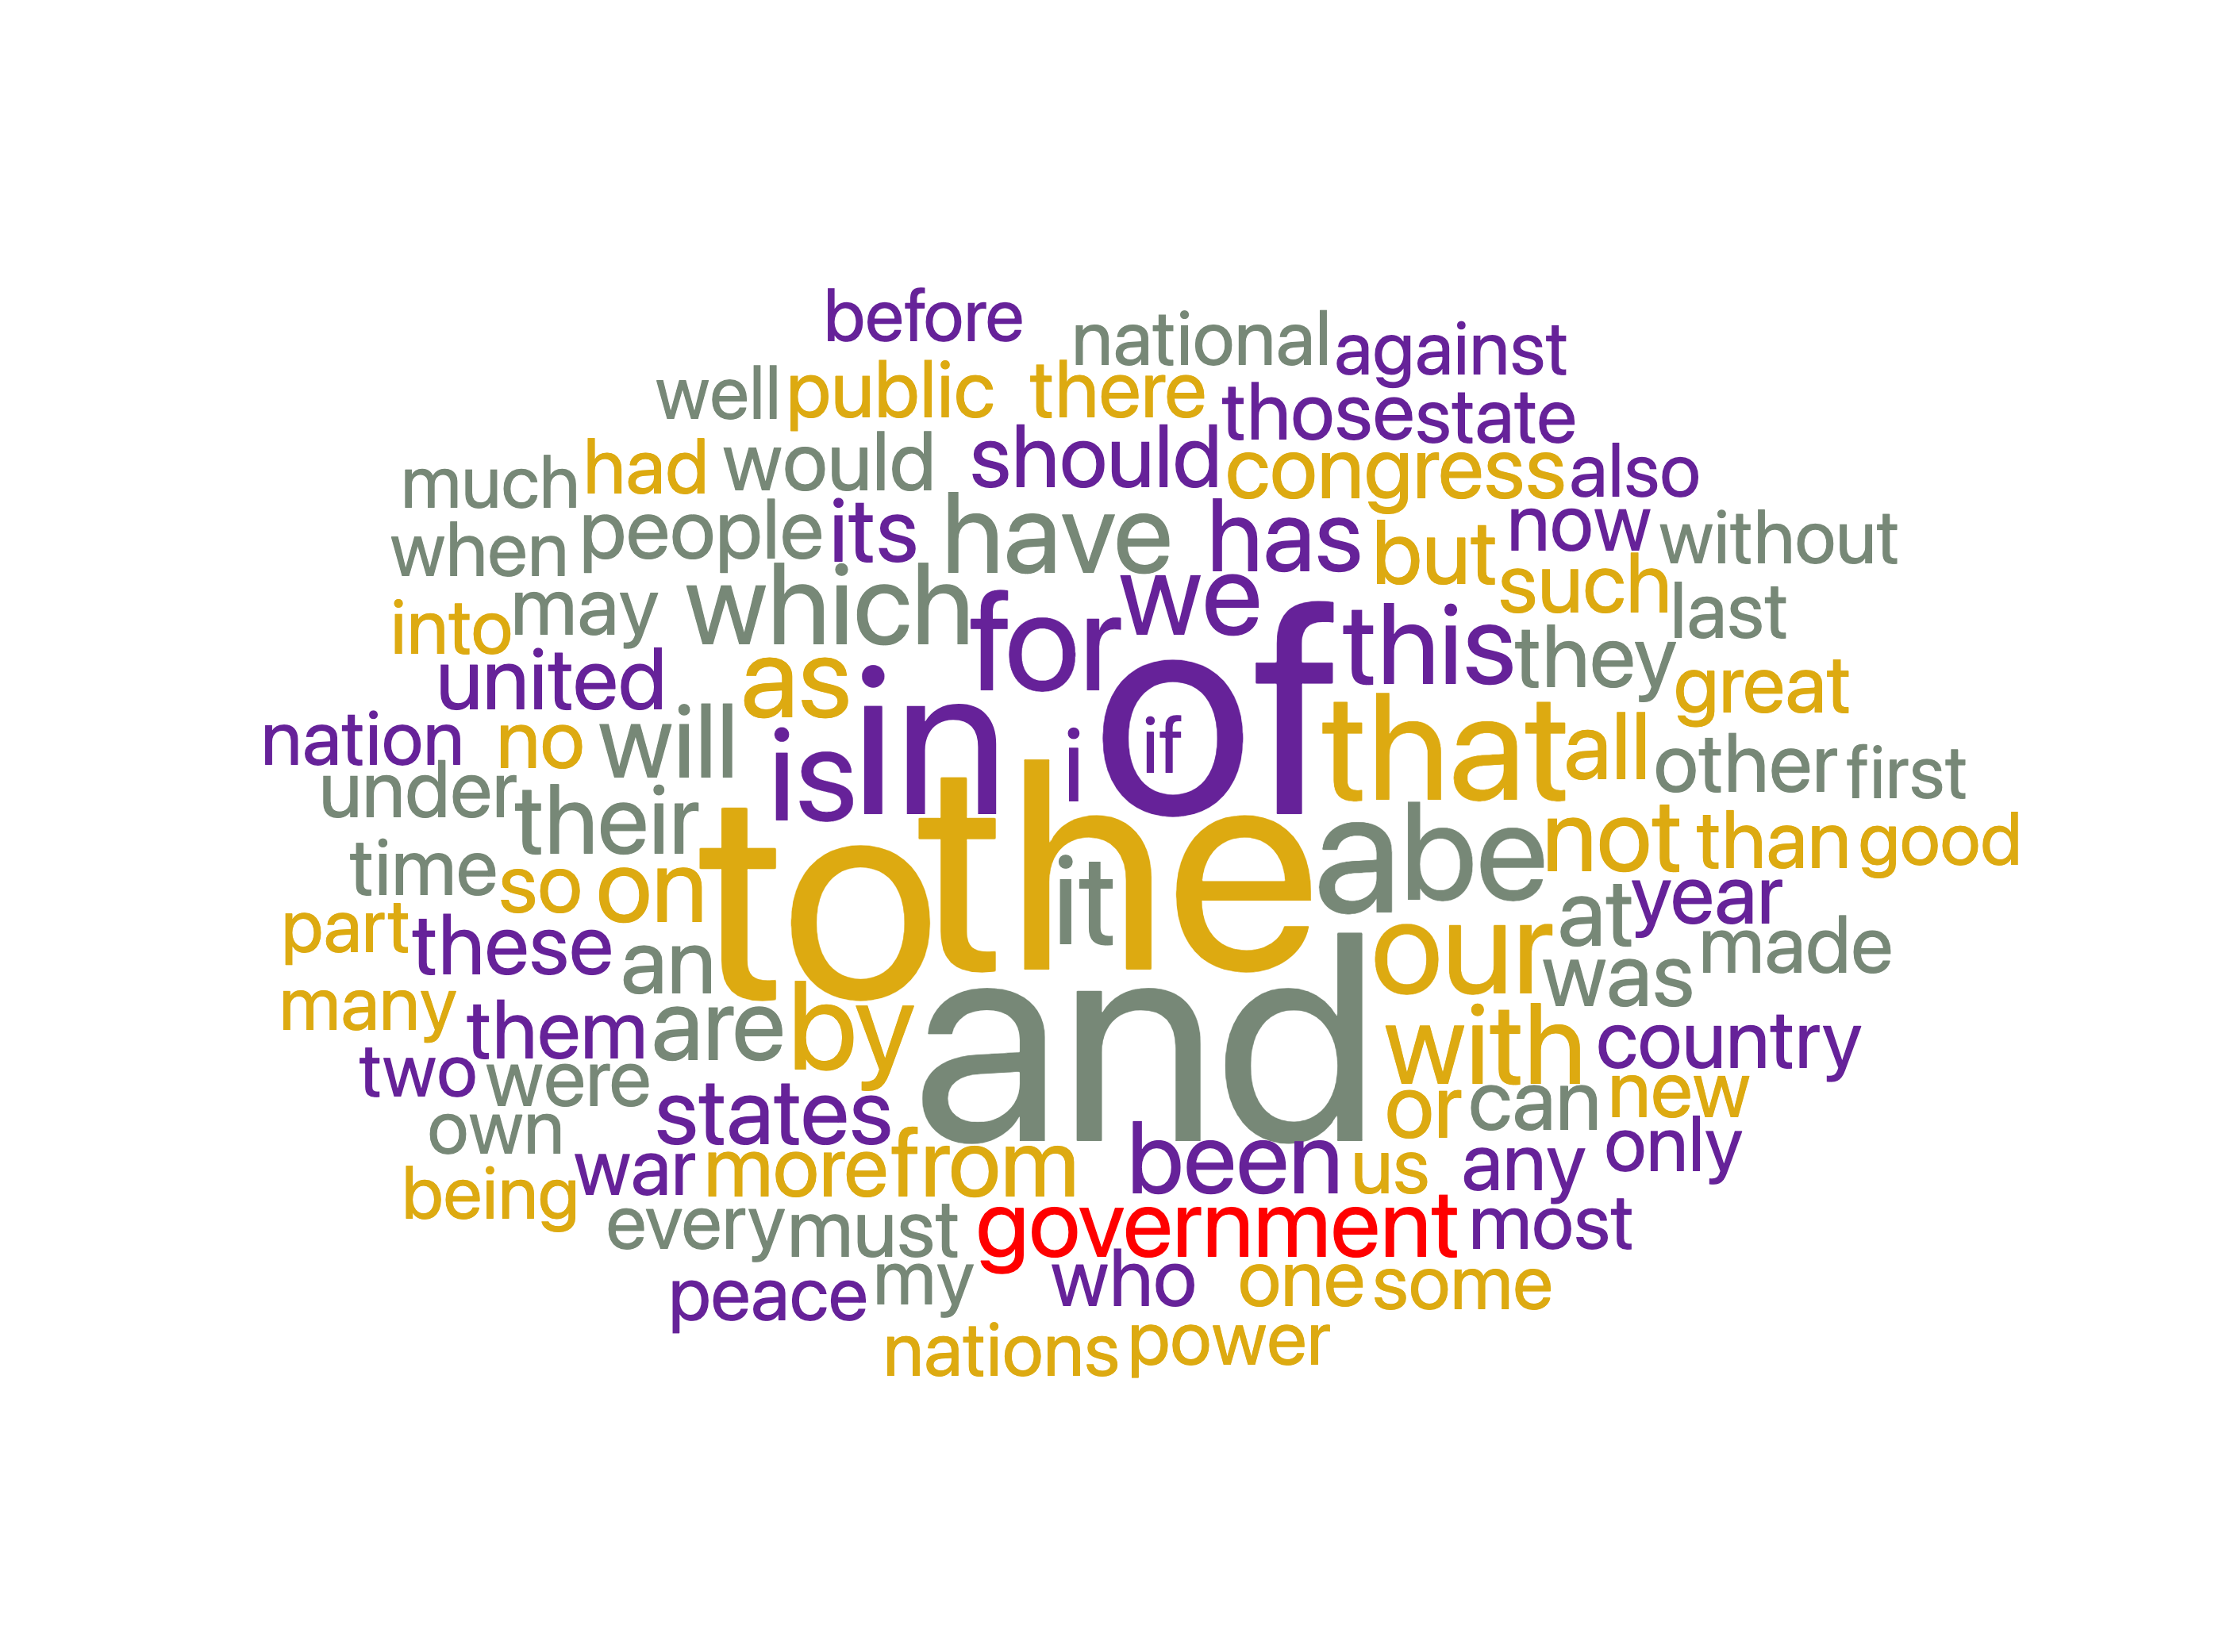 before national against
well public there those state
much had would should congress also
when people its have has but now without
into may which for we this such last
united as in of they great
nation no will is i if that all other first
under their to the a be not than good
time so on it at year
part these an our was made
many them are by and with country
two were states or can new
own war more from been us any only
being every must government most
peace my who one some
nations power